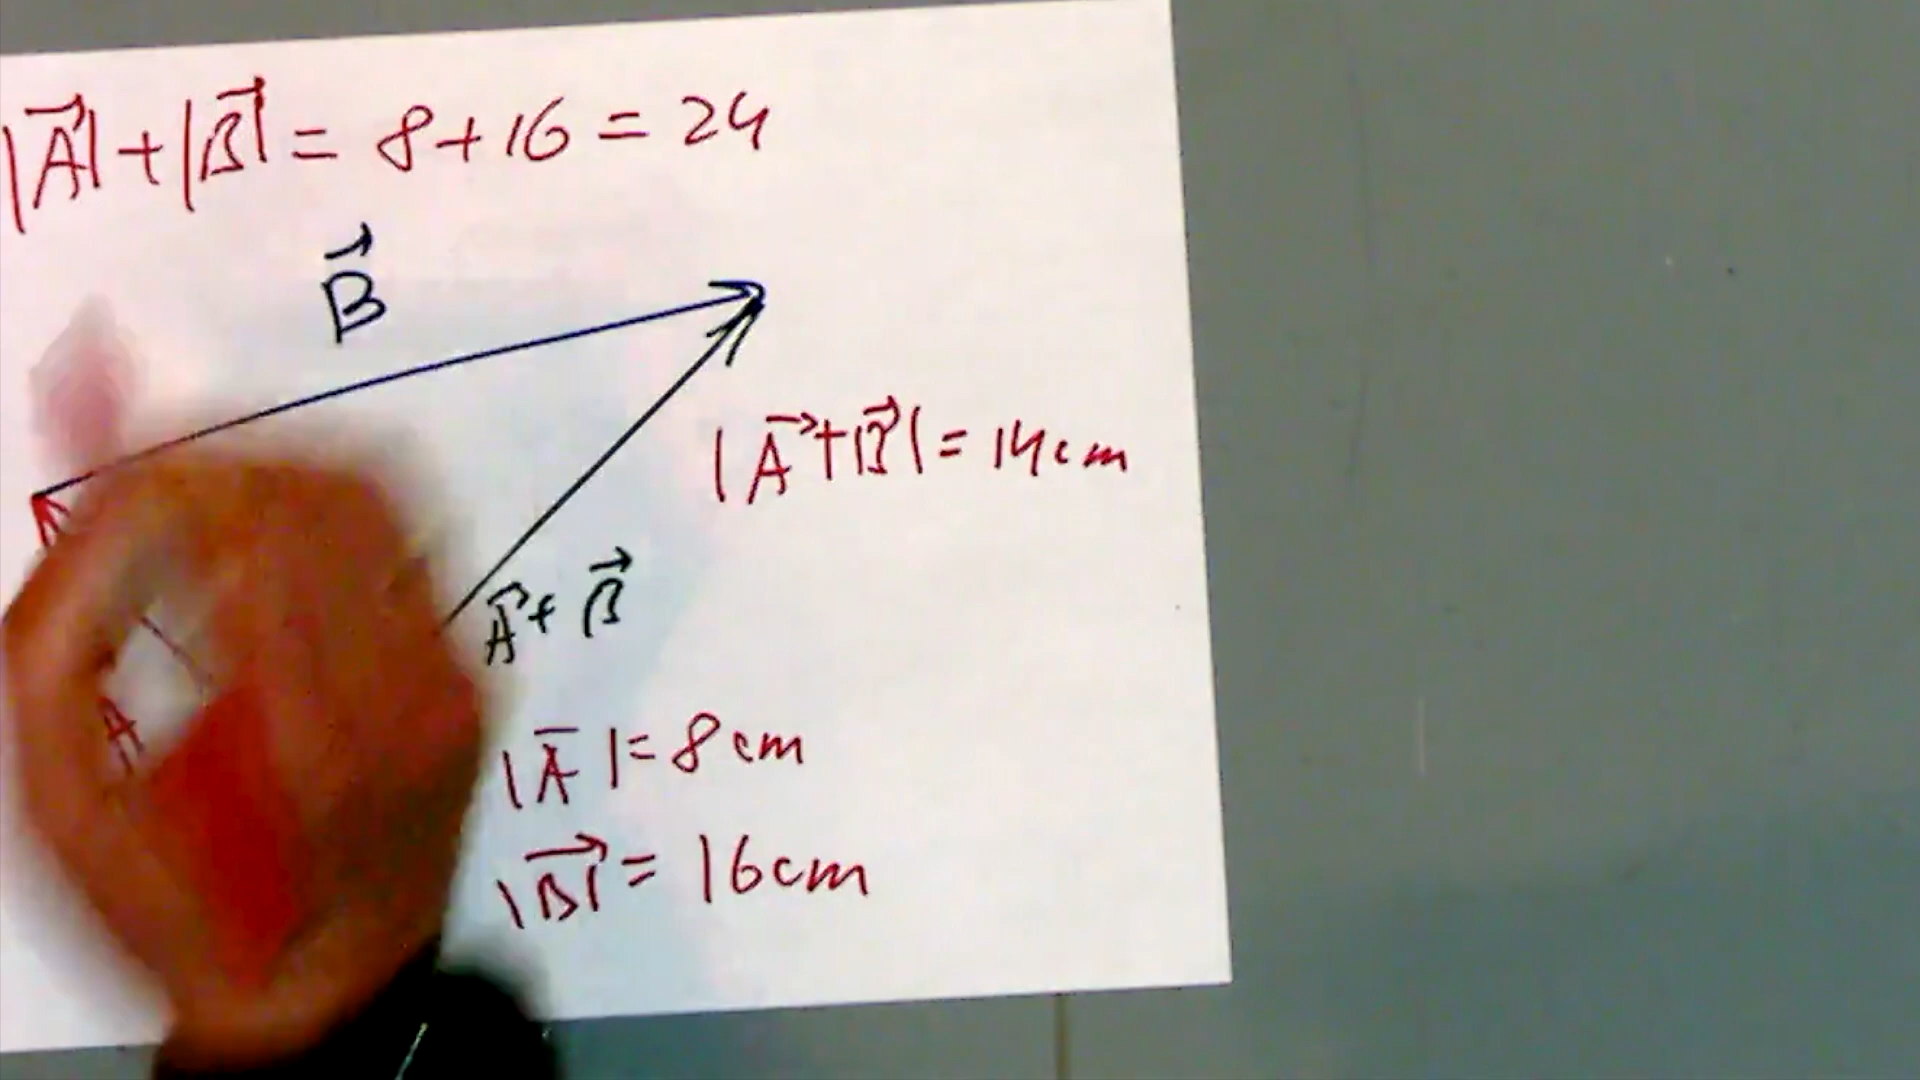 |A⃗|+|B⃗|= 8+16=24
B⃗
|A⃗+B⃗|=14cm
A⃗+B⃗
A
|A̅|=8cm
|B⃗|=16cm